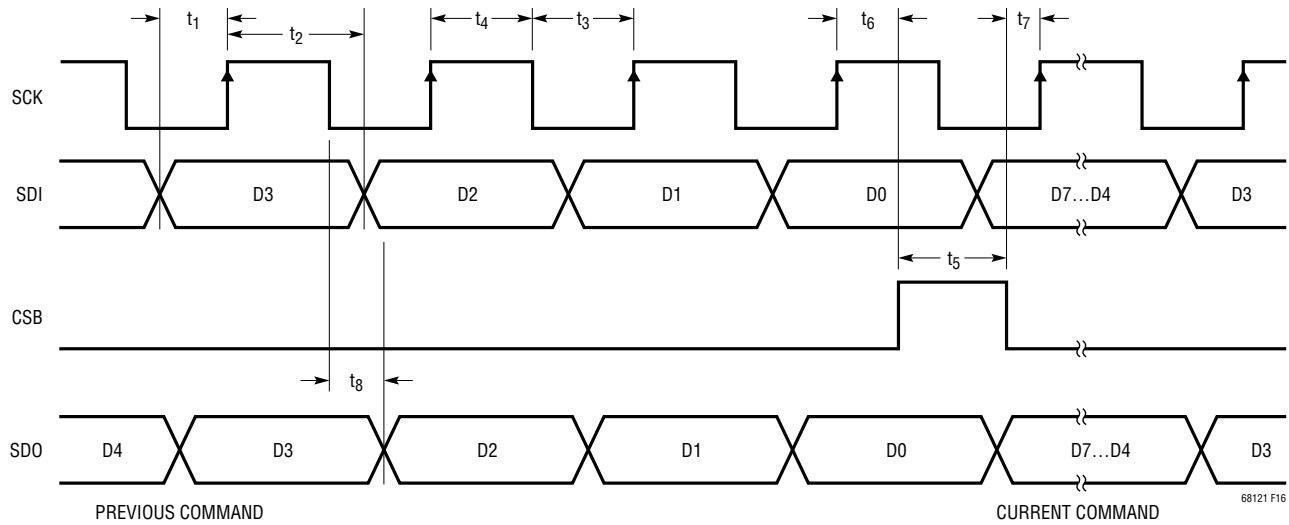 t1
t2
t4
t3
t6
t7
SCK
SDI
D3
D2
D1
D0
D7...D4
D3
t5
CSB
t8
SDO
D4
D3
D2
D1
D0
D7...D4
D3
68121 F16
PREVIOUS COMMAND
CURRENT COMMAND